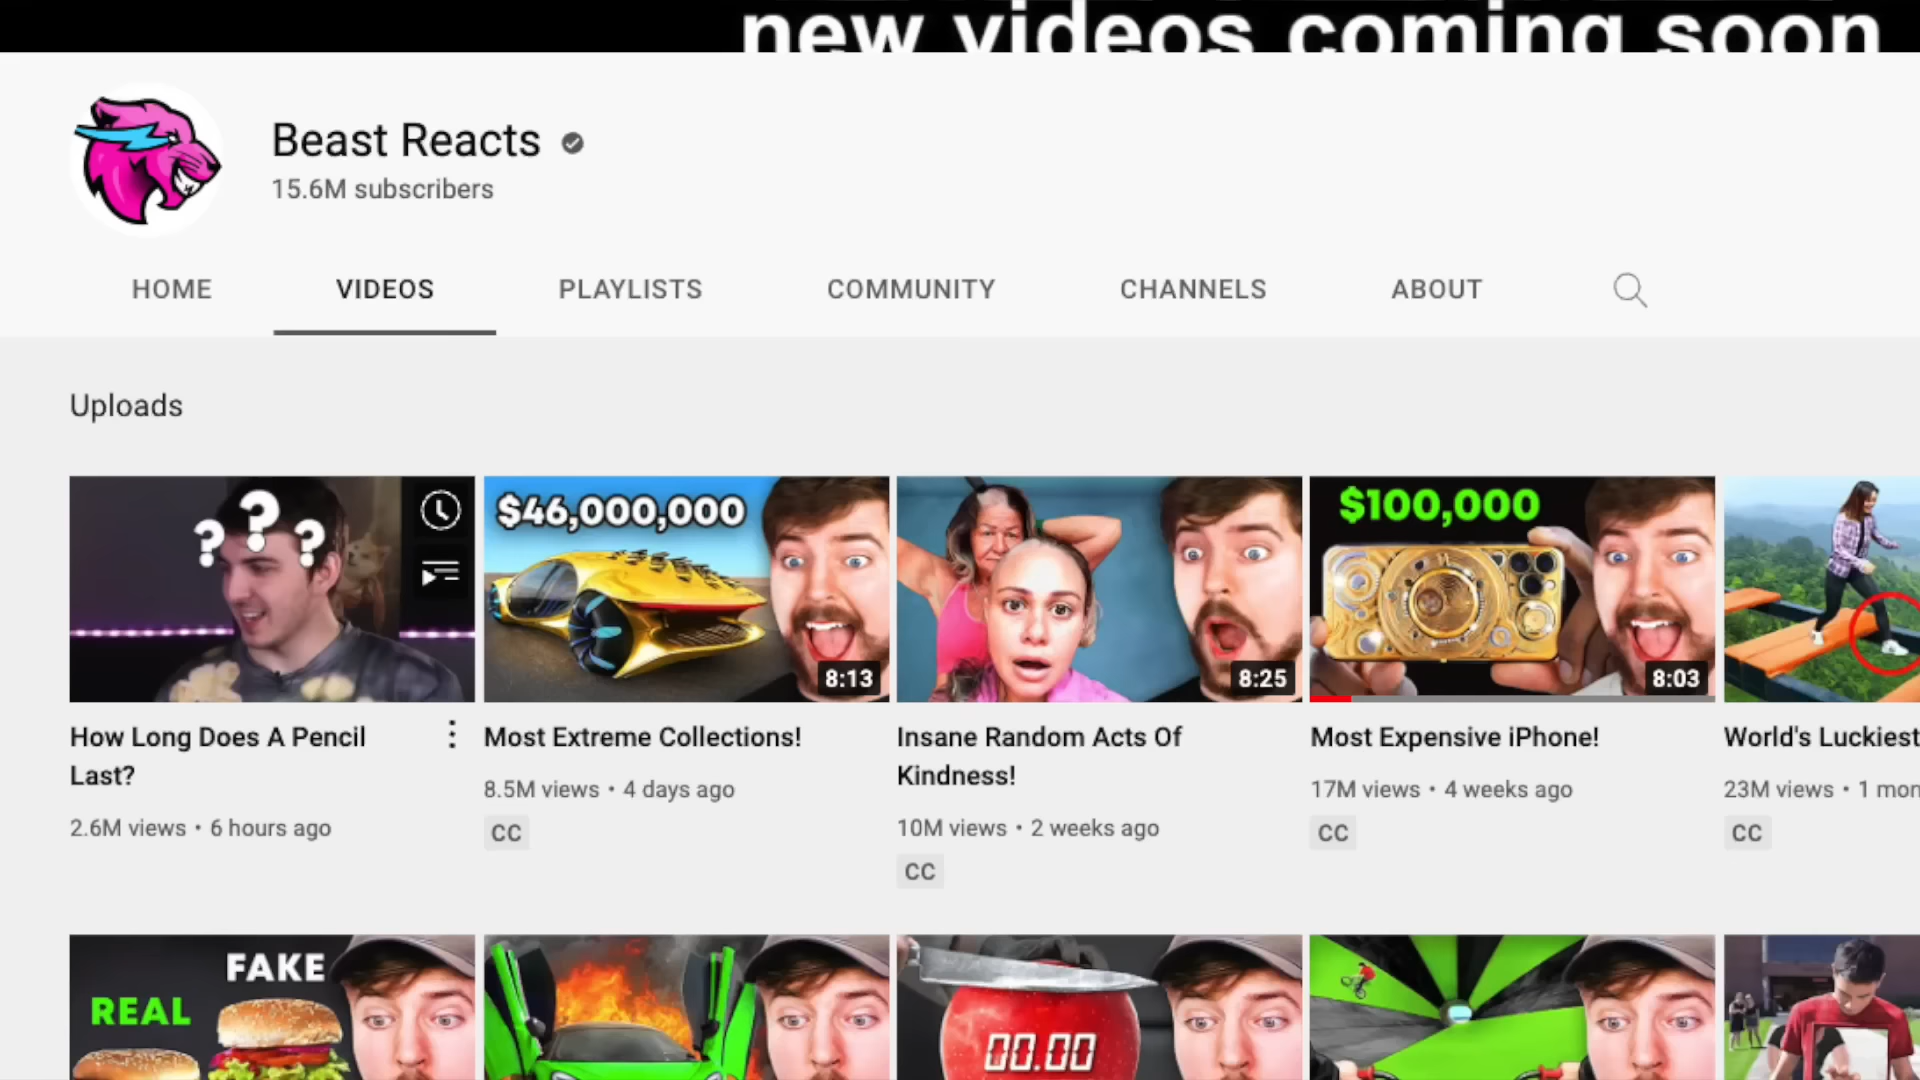 new videos coming soon
Beast Reacts
15.6M subscribers
HOME
VIDEOS
PLAYLISTS
COMMUNITY
CHANNELS
ABOUT
Uploads
???
$46,000,000
8:13
8:25
$100,000
8:03
How Long Does A Pencil
Last?
2.6M views • 6 hours ago
Most Extreme Collections!
8.5M views • 4 days ago
CC
Insane Random Acts Of
Kindness!
10M views • 2 weeks ago
CC
Most Expensive iPhone!
17M views • 4 weeks ago
CC
World's Luckiest
23M views • 1 mon
CC
FAKE
REAL
00.00